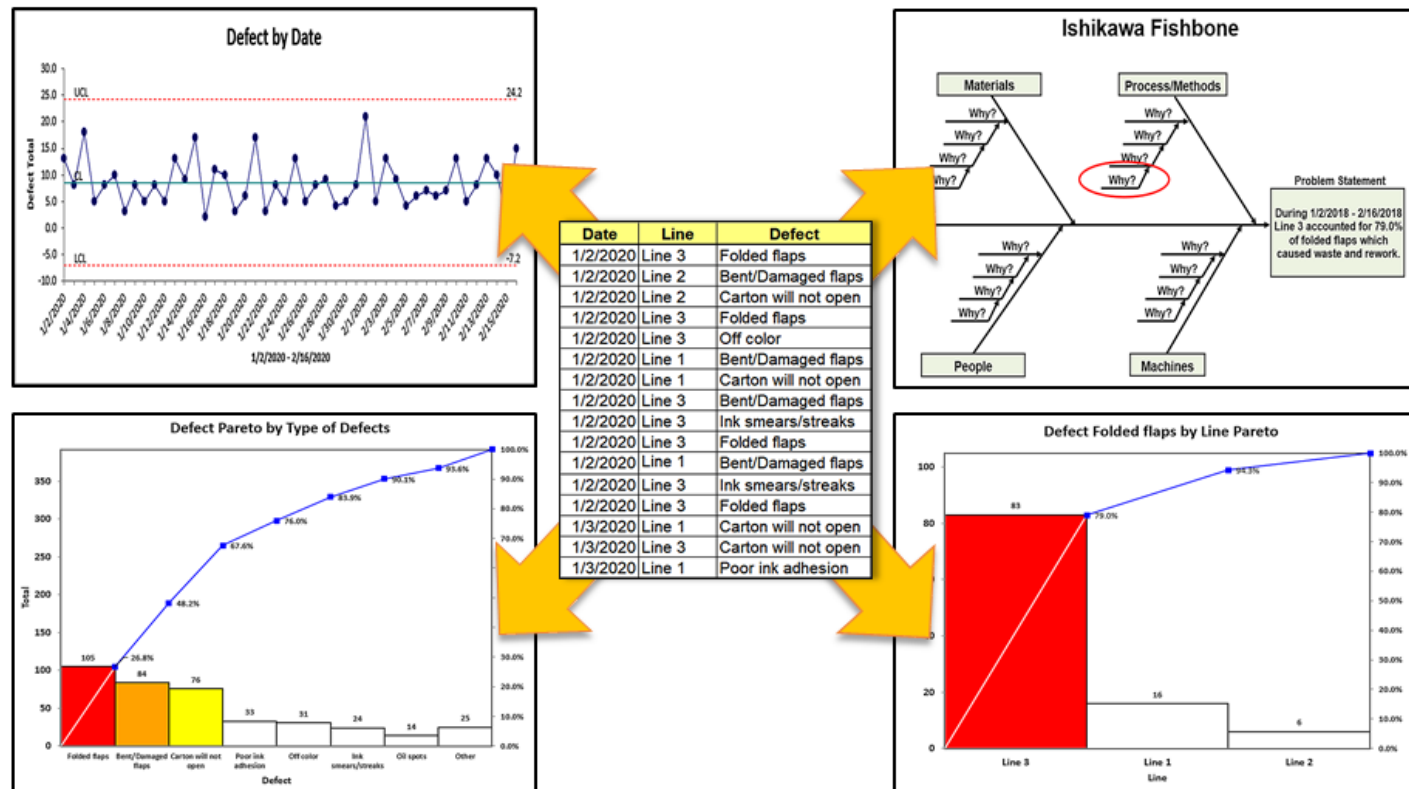 Defect by Date
30.0
25.0
20.0
15.0
10.0
5.0
0.0
-5.0
-10.0
UCL
24.2
CL
LCL
-7.2
Defect Total
1/2/2020
1/4/2020
1/6/2020
1/8/2020
1/10/2020
1/12/2020
1/14/2020
1/16/2020
1/18/2020
1/20/2020
1/22/2020
1/24/2020
1/26/2020
1/28/2020
1/30/2020
2/1/2020
2/3/2020
2/5/2020
2/7/2020
2/9/2020
2/11/2020
2/13/2020
2/15/2020
1/2/2020 - 2/16/2020
Ishikawa Fishbone
Materials
Process/Methods
Why?
Why?
Why?
Why?
Why?
Why?
Why?
Why?
Problem Statement
During 1/2/2018 - 2/16/2018
Line 3 accounted for 79.0%
of folded flaps which
caused waste and rework.
Why?
Why?
Why?
Why?
Why?
Why?
Why?
Why?
People
Machines
Date Line Defect
1/2/2020 Line 3 Folded flaps
1/2/2020 Line 2 Bent/Damaged flaps
1/2/2020 Line 2 Carton will not open
1/2/2020 Line 3 Folded flaps
1/2/2020 Line 3 Off color
1/2/2020 Line 1 Bent/Damaged flaps
1/2/2020 Line 1 Carton will not open
1/2/2020 Line 3 Bent/Damaged flaps
1/2/2020 Line 3 Ink smears/streaks
1/2/2020 Line 3 Folded flaps
1/2/2020 Line 1 Bent/Damaged flaps
1/2/2020 Line 3 Ink smears/streaks
1/2/2020 Line 3 Folded flaps
1/3/2020 Line 1 Carton will not open
1/3/2020 Line 3 Carton will not open
1/3/2020 Line 1 Poor ink adhesion
Defect Pareto by Type of Defects
350
300
250
200
150
100
50
0
Total
105
84
76
33
31
24
14
25
26.8%
48.2%
67.6%
76.0%
83.9%
90.1%
93.6%
100.0%
90.0%
80.0%
70.0%
30.0%
20.0%
10.0%
0.0%
Folded flaps
Bent/Damaged flaps
Carton will not open
Poor ink adhesion
Off color
Ink smears/streaks
Oil spots
Other
Defect
Defect Folded flaps by Line Pareto
100
80
20
0
83
16
6
79.0%
94.3%
100.0%
90.0%
80.0%
70.0%
60.0%
50.0%
40.0%
30.0%
20.0%
10.0%
0.0%
Line 3
Line 1
Line 2
Line